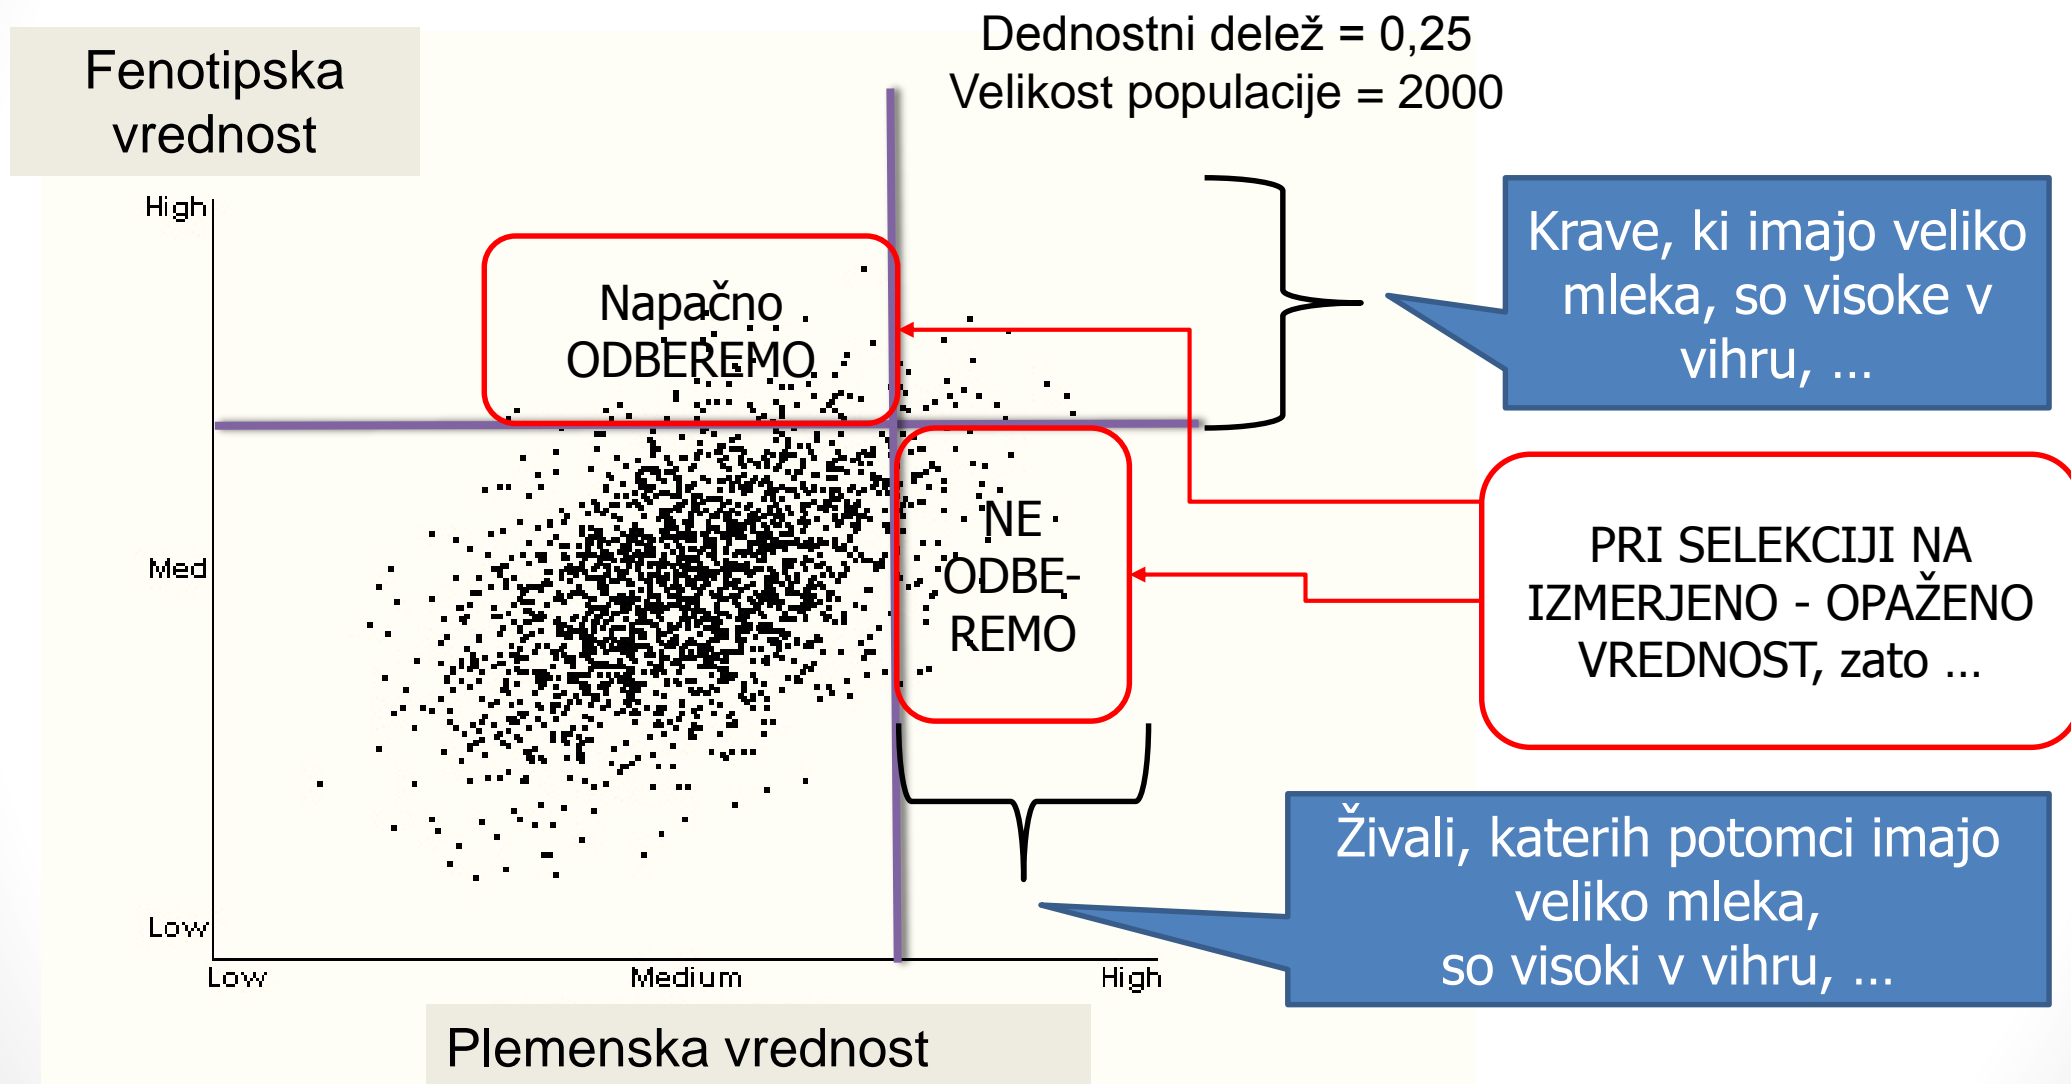 Dednostni delež = 0,25
Velikost populacije = 2000
Fenotipska
vrednost
High
Med
Low
Low
Medium
High
Plemenska vrednost
Napačno
ODBEREMO
NE
ODBE-
REMO
Krave, ki imajo veliko
mleka, so visoke v
vihru, ...
PRI SELEKCIJI NA
IZMERJENO - OPAŽENO
VREDNOST, zato ...
Živali, katerih potomci imajo
veliko mleka,
so visoki v vihru, ...